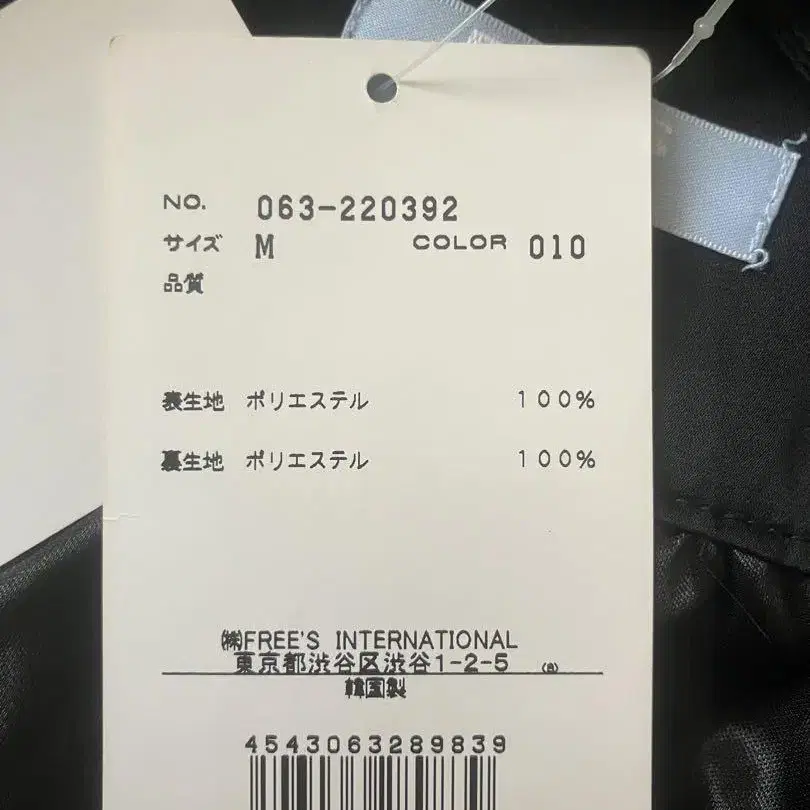 NO. 063-220392
サイズ M COLOR 010
品質
表生地 ポリエステル 100%
裏生地 ポリエステル 100%
㈱FREE'S INTERNATIONAL
東京都渋谷区渋谷1-2-5 (8)
韓国製
4543063289839